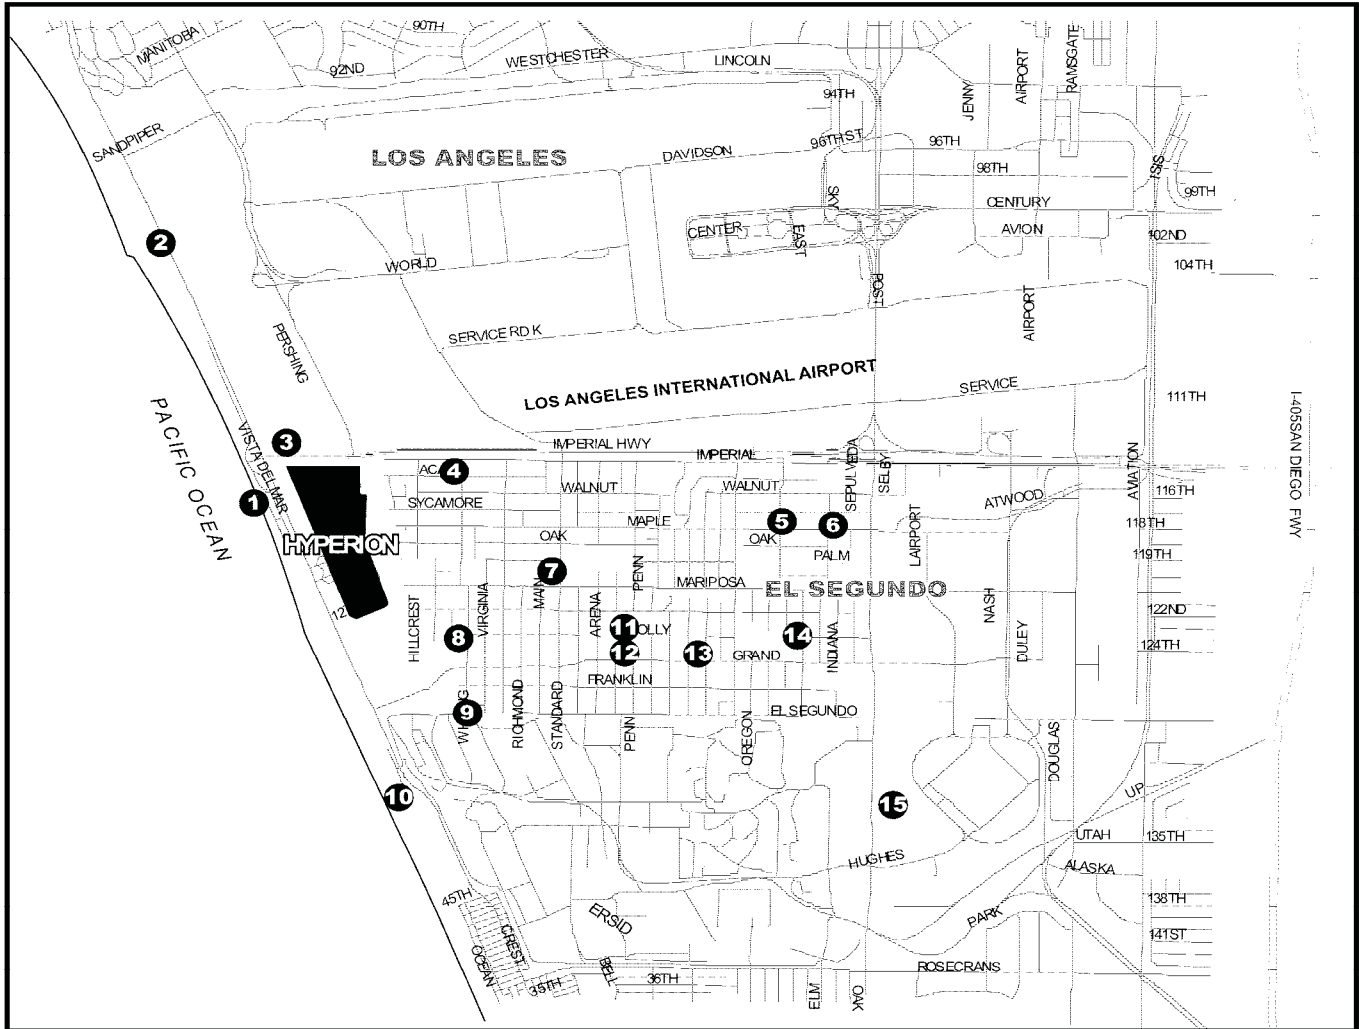 90TH
MANITOBA
92ND
WESTCHESTER
LINCOLN
AIRPORT
RAMSGATE
JENNY
94TH
SANDPIPER
LOS ANGELES
DAVIDSON
96TH ST
96TH
98TH
SIS1
99TH
SKY
CENTURY
CENTER
EAST
AVION
102ND
2
WORLD
104TH
POST
AIRPORT
PERSHING
SERVICE RD K
LOS ANGELES INTERNATIONAL AIRPORT
SERVICE
111TH
I-405SAN DIEGO FWY
PACIFIC OCEAN
VISTA DEL MAR
3
IMPERIAL HWY
IMPERIAL
SEPULVEDA
SELBY
AVIATION
ACA
4
WALNUT
WALNUT
ATWOOD
116TH
1
SYCAMORE
MAPLE
5
6
118TH
HYPERION
OAK
OAK
PALM
LAIRPORT
119TH
7
MAIN
PENN
MARIPOSA
EL SEGUNDO
NASH
12
HILLCREST
VIRGINIA
ARENA
122ND
8
11
OLLY
14
INDIANA
DULEY
124TH
12
13
GRAND
FRANKLIN
WH
G
9
RICHMOND
STANDARD
PENN
OREGON
EL SEGUNDO
DOUGLAS
10
15
UP
UTAH
135TH
HUGHES
ALASKA
45TH
138TH
ERSID
PARK
CREST
141ST
OCEAN
BELL
36TH
ROSECRANS
35TH
ELM
OAK